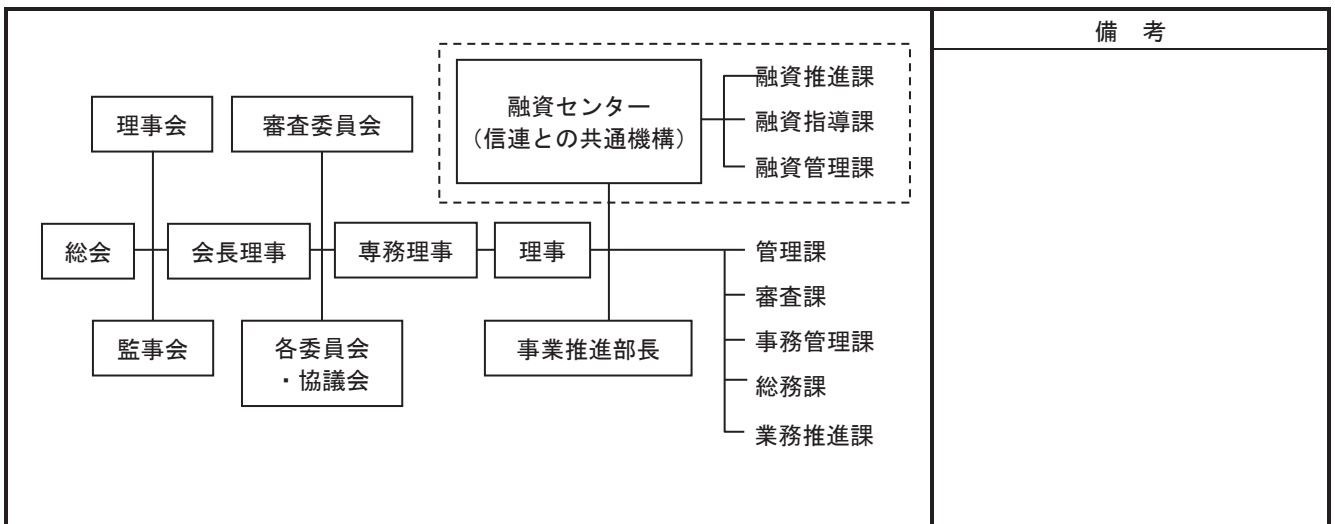 備 考
融資センター
（信連との共通機構）
融資推進課
融資指導課
融資管理課
理事会
審査委員会
総会
会長理事
専務理事
理事
監事会
各委員会
・協議会
事業推進部長
管理課
審査課
事務管理課
総務課
業務推進課